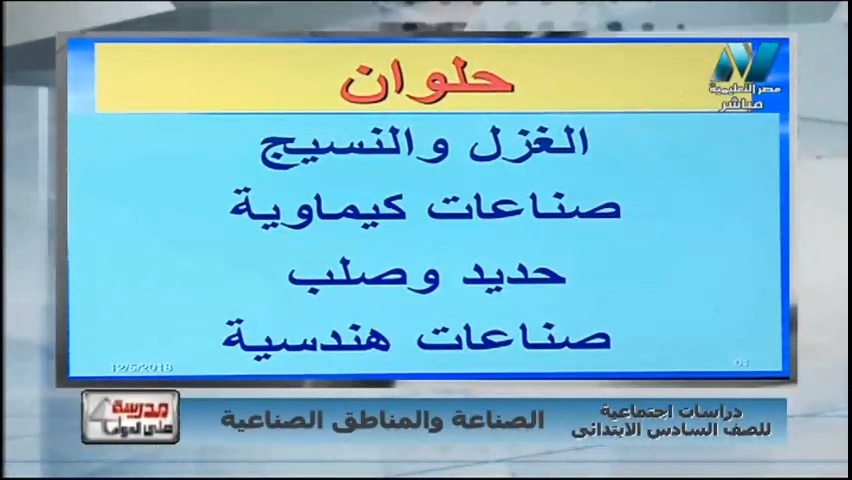 حلوان
مصر التعليمية
مباشر
الغزل والنسيج
صناعات كيماوية
حديد وصلب
صناعات هندسية
12/5/2018
دراسات اجتماعية
للصف السادس الابتدائى
الصناعة والمناطق الصناعية
مدرسة
على الهواء